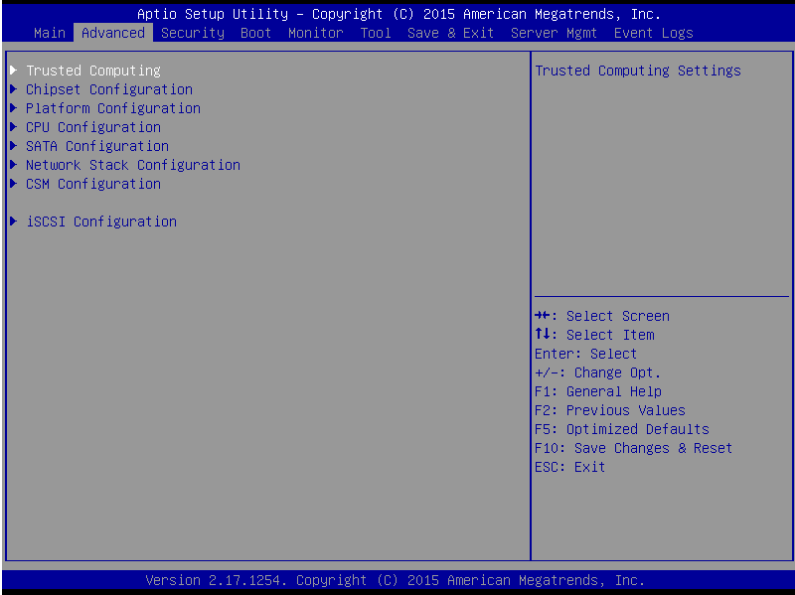 Aptio Setup Utility – Copyright (C) 2015 American Megatrends, Inc.
Main Advanced Security Boot Monitor Tool Save & Exit Server Mgmt Event Logs
Trusted Computing
Chipset Configuration
Platform Configuration
CPU Configuration
SATA Configuration
Network Stack Configuration
CSM Configuration
iSCSI Configuration
Trusted Computing Settings
→←: Select Screen
↑↓: Select Item
Enter: Select
+/-: Change Opt.
F1: General Help
F2: Previous Values
F5: Optimized Defaults
F10: Save Changes & Reset
ESC: Exit
Version 2.17.1254. Copyright (C) 2015 American Megatrends, Inc.